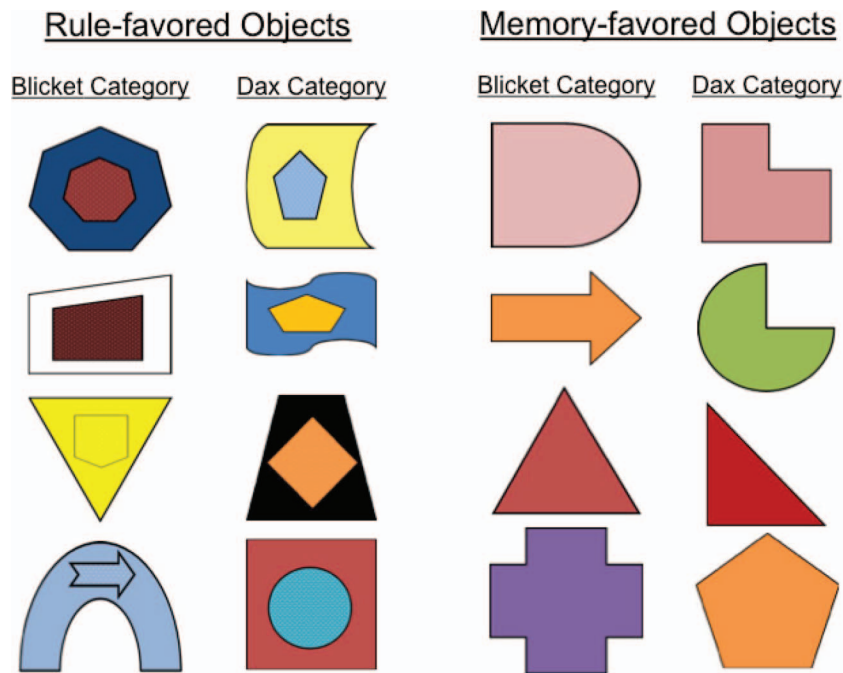 Rule-favored Objects Memory-favored Objects
Blicket Category Dax Category Blicket Category Dax Category